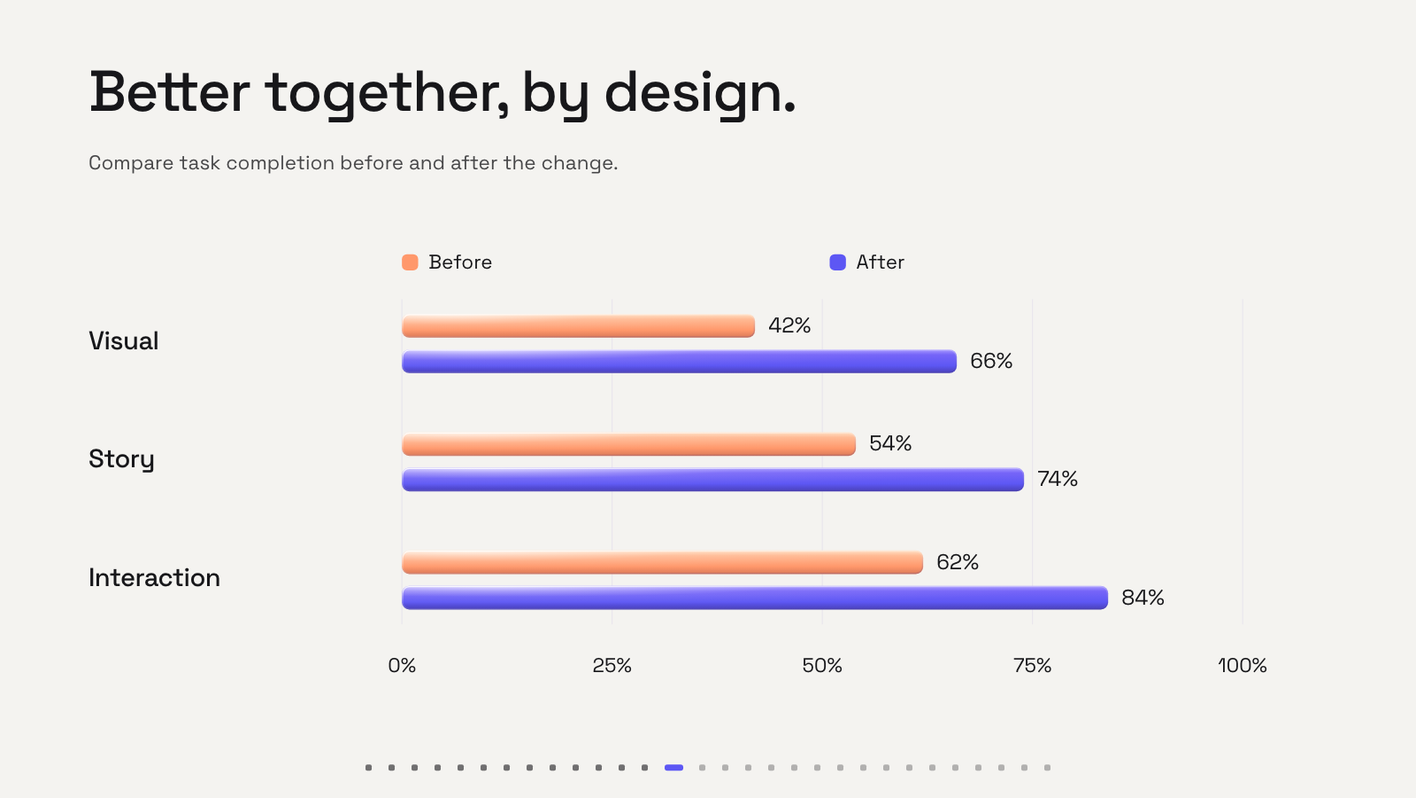 Better together, by design.
Compare task completion before and after the change.
Before
After
Visual
42%
66%
Story
54%
74%
Interaction
62%
84%
0%
25%
50%
75%
100%